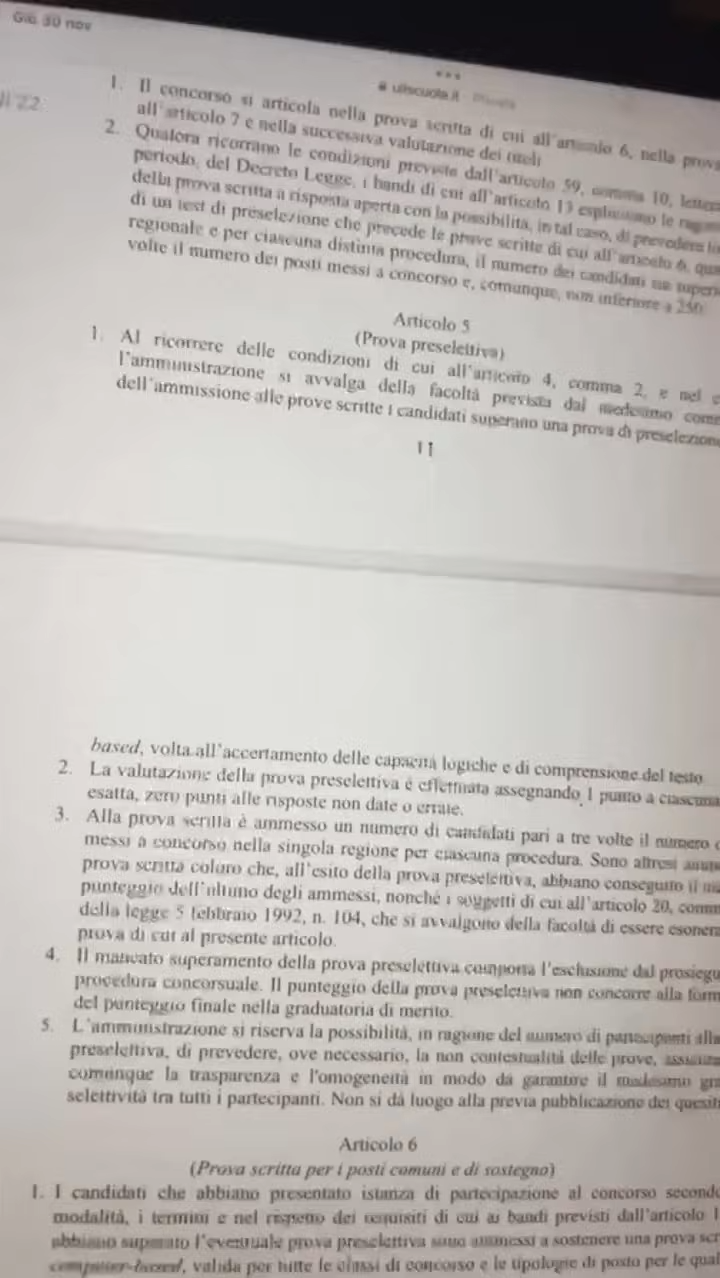 Gio 30 nov
uilscuola.it
1. Il concorso si articola nella prova scritta di cui all'articolo 6, nella prova
all'articolo 7 e nella successiva valutazione dei titoli
2. Qualora ricorrano le condizioni previste dall'articolo 59, comma 10, lettera
periodo, del Decreto Legge, i bandi di cui all'articolo 13 esplicitano le
della prova scritta a risposta aperta con la possibilità, in tal caso, di prevedere
di un test di preselezione che precede le prove scritte di cui all'articolo 6,
regionale e per ciascuna distinta procedura, il numero dei candidati sia
volte il numero dei posti messi a concorso e, comunque, non inferiore a 250
Articolo 5
(Prova preselettiva)
1. Al ricorrere delle condizioni di cui all'articolo 4, comma 2, e nel
l'amministrazione si avvalga della facoltà prevista dal medesimo
dell'ammissione alle prove scritte i candidati superano una prova di preselezione
11
based, volta all'accertamento delle capacità logiche e di comprensione del testo
2. La valutazione della prova preselettiva è effettuata assegnando 1 punto a ciascuna
esatta, zero punti alle risposte non date o errate.
3. Alla prova scritta è ammesso un numero di candidati pari a tre volte il numero
messi a concorso nella singola regione per ciascuna procedura. Sono altresì
prova scritta coloro che, all'esito della prova preselettiva, abbiano conseguito il
punteggio dell'ultimo degli ammessi, nonché i soggetti di cui all'articolo 20,
della legge 5 febbraio 1992, n. 104, che si avvalgono della facoltà di essere
prova di cui al presente articolo.
4. Il mancato superamento della prova preselettiva comporta l'esclusione dal
procedura concorsuale. Il punteggio della prova preselettiva non concorre alla
del punteggio finale nella graduatoria di merito.
5. L'amministrazione si riserva la possibilità, in ragione del numero di partecipanti alla
preselettiva, di prevedere, ove necessario, la non contestualità delle prove,
comunque la trasparenza e l'omogeneità in modo da garantire il medesimo
selettività tra tutti i partecipanti. Non si dà luogo alla previa pubblicazione dei
Articolo 6
(Prova scritta per i posti comuni e di sostegno)
1. I candidati che abbiano presentato istanza di partecipazione al concorso
modalità, i termini e nel rispetto dei requisiti di cui ai bandi previsti dall'articolo
abbiano superato l'eventuale prova preselettiva sono ammessi a sostenere una prova
computer-based, valida per tutte le classi di concorso e le tipologie di posto per le